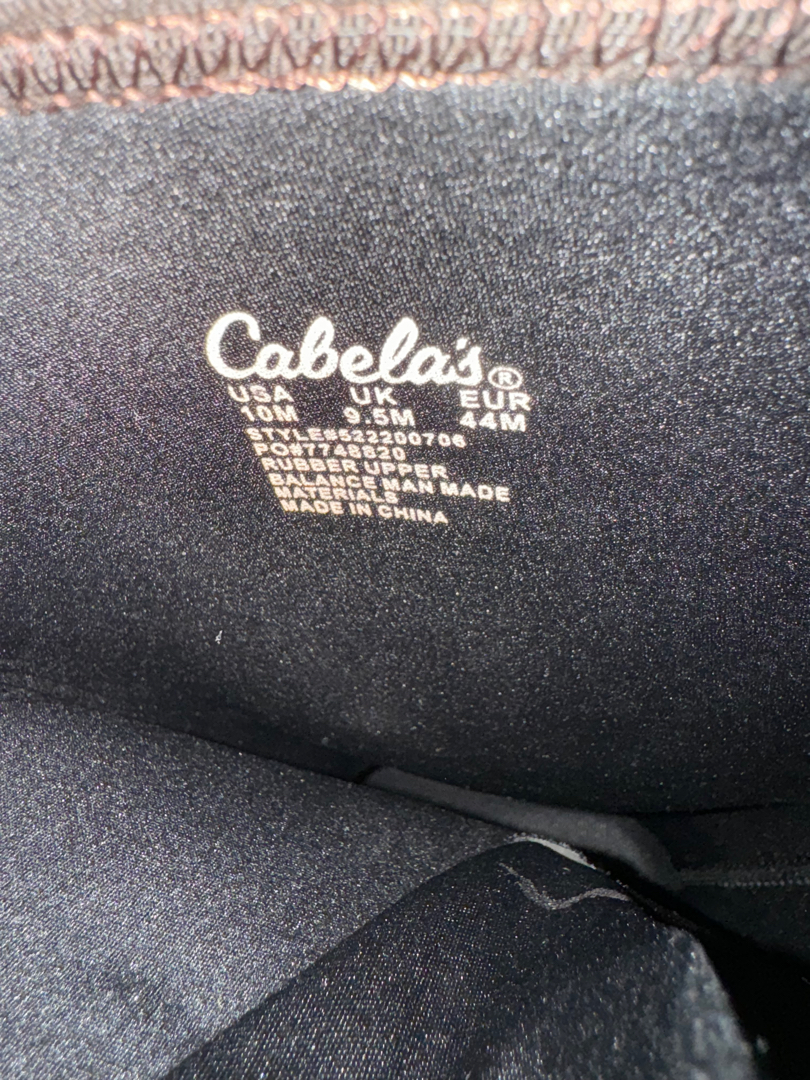 Cabela's®
USA UK EUR
10M 9.5M 44M
STYLE#522200706
PO#7748820
RUBBER UPPER
BALANCE MAN MADE
MATERIALS
MADE IN CHINA